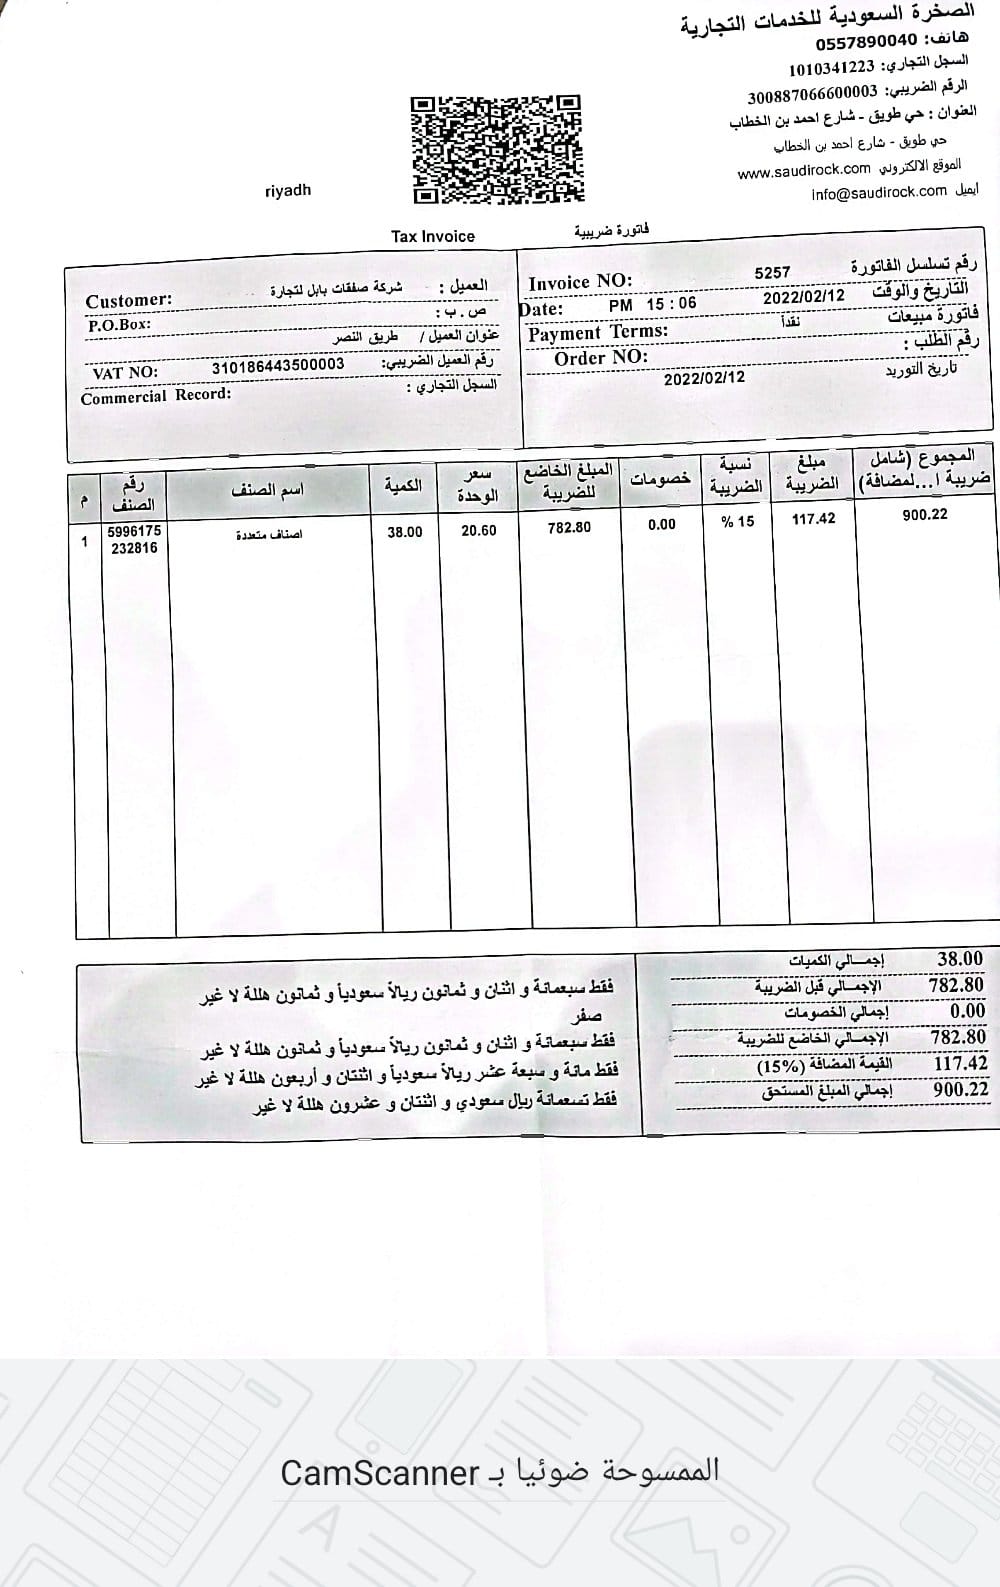 الصخرة السعودية للخدمات التجارية
هاتف: 0557890040
السجل التجاري: 1010341223
الرقم الضريبي: 300887066600003
العنوان : حي طويق - شارع احمد بن الخطاب
حي طويق - شارع احمد بن الخطاب
الموقع الالكتروني www.saudirock.com
ايميل info@saudirock.com
riyadh
Tax Invoice فاتورة ضريبية
Customer: شركة صفقات بابل لتجارة العميل :
P.O.Box: ص . ب :
عنوان العميل / طريق النصر
VAT NO: 310186443500003 رقم العميل الضريبي:
Commercial Record: السجل التجاري :
Invoice NO: 5257 رقم تسلسل الفاتورة
Date: PM 15 : 06 2022/02/12 التاريخ والوقت
Payment Terms: نقداً فاتورة مبيعات
Order NO: رقم الطلب :
2022/02/12 تاريخ التوريد
م
رقم الصنف
اسم الصنف
الكمية
سعر الوحدة
المبلغ الخاضع للضريبة
خصومات
نسبة الضريبة
مبلغ الضريبة
المجموع (شامل
ضريبة ا...لمضافة)
1
5996175
232816
اصناف متعددة
38.00
20.60
782.80
0.00
% 15
117.42
900.22
إجمـــالي الكميات 38.00
الإجمـــالي قبل الضريبة 782.80
إجمالي الخصومات 0.00
الإجمـــالي الخاضع للضريبة 782.80
القيمة المضافة (15%) 117.42
إجمالي المبلغ المستحق 900.22
فقط سبعمائة و اثنان و ثمانون ريالاً سعودياً و ثمانون هللة لا غير
صفر
فقط سبعمائة و اثنان و ثمانون ريالاً سعودياً و ثمانون هللة لا غير
فقط مائة و سبعة عشر ريالاً سعودياً و اثنتان و أربعون هللة لا غير
فقط تسعمائة ريال سعودي و اثنتان و عشرون هللة لا غير
الممسوحة ضوئيا بـ CamScanner